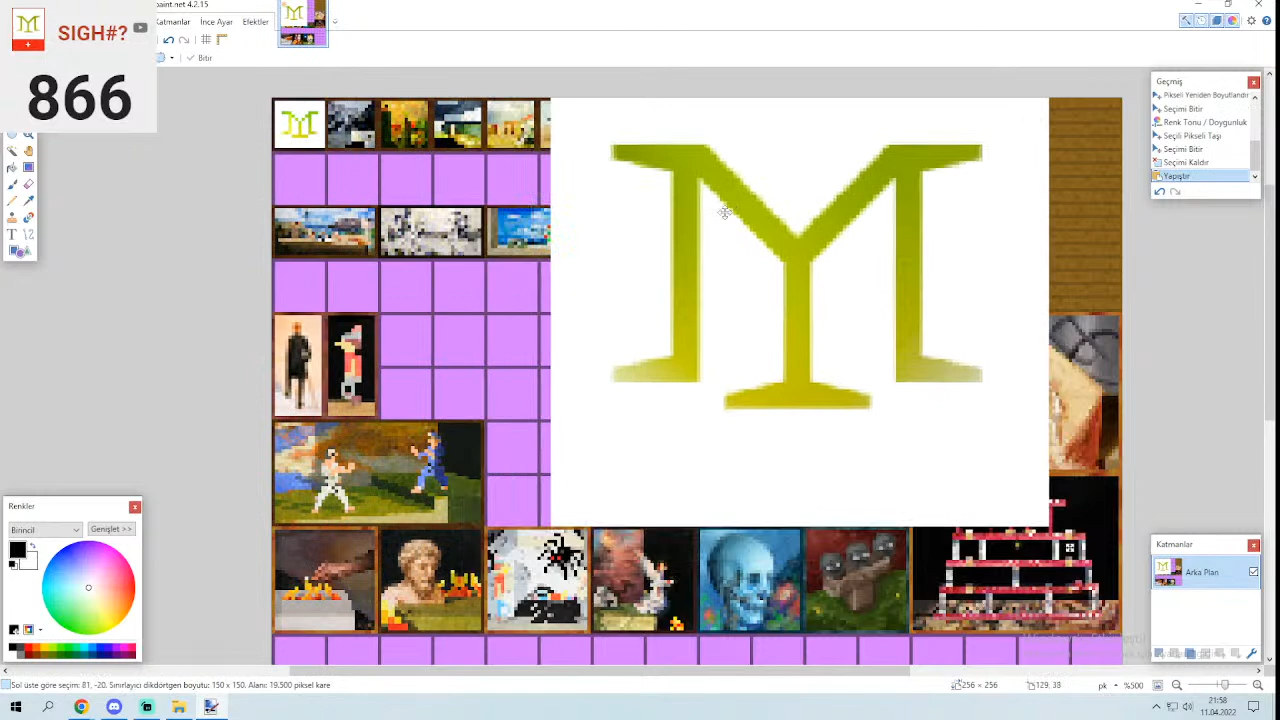 paint.net 4.2.15
SIGH#?
866
Katmanlar İnce Ayar Efektler
Bitir
Geçmiş
Pikseli Yeniden Boyutlandır
Seçimi Bitir
Renk Tonu / Doygunluk
Seçili Pikseli Taşı
Seçimi Bitir
Seçimi Kaldır
Yapıştır
Renkler
Birincil
Genişlet >>
Katmanlar
Arka Plan
Sol üste göre seçim: 81, -20. Sınırlayici dikdörtgen boyutu: 150 x 150. Alani: 19.500 piksel kare
256 × 256
129, 38
pk
%500
21:58
11.04.2022